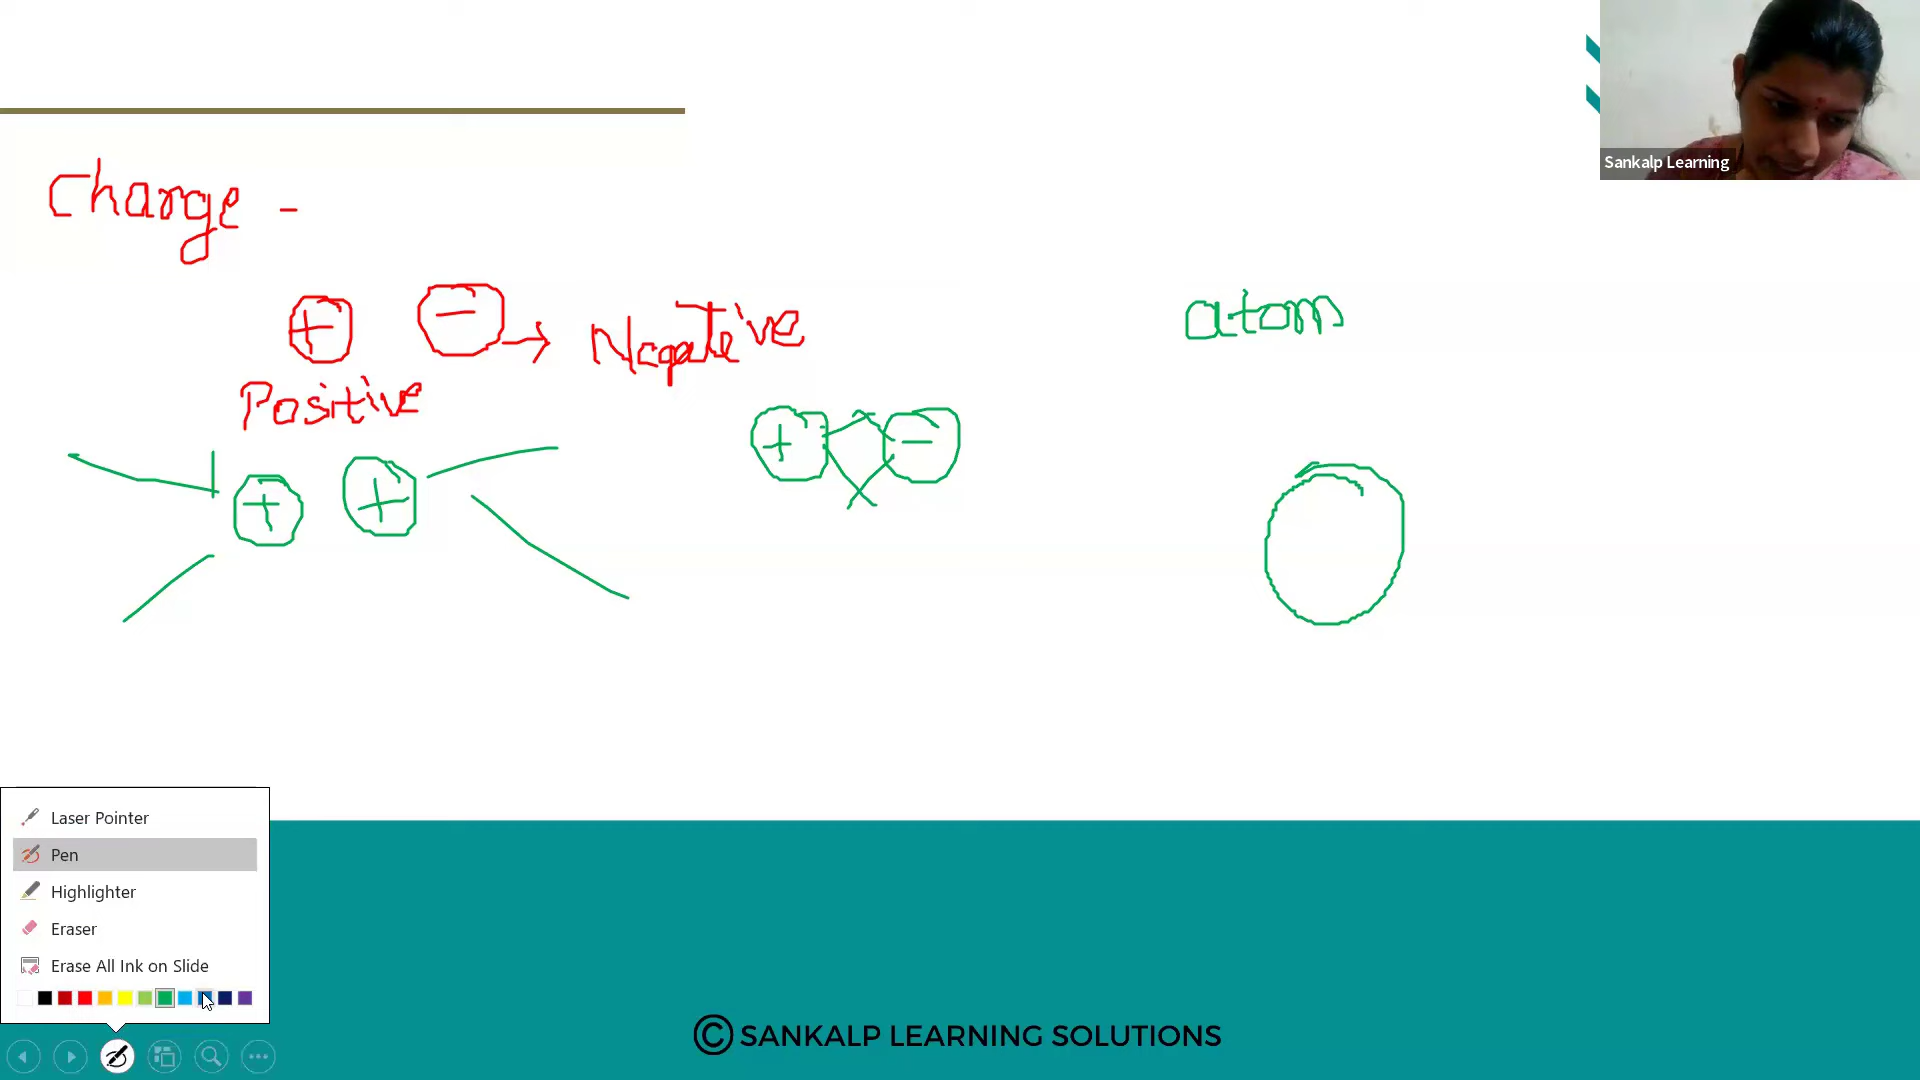 Sankalp Learning
Charge -
+ - → Negative
Positive
atom
+ + + -
Laser Pointer
Pen
Highlighter
Eraser
Erase All Ink on Slide
© SANKALP LEARNING SOLUTIONS